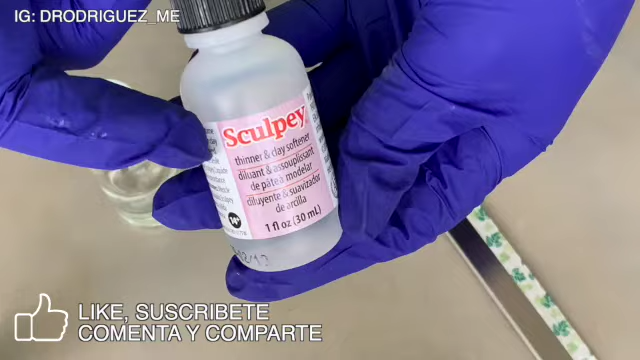 IG: DRODRIGUEZ_ME
Sculpey
thinner & clay softener
diluant & assouplissant
de pâte à modelar
diluyente & suavizador
de arcilla
1 fl oz (30 mL)
LIKE, SUSCRIBETE
COMENTA Y COMPARTE